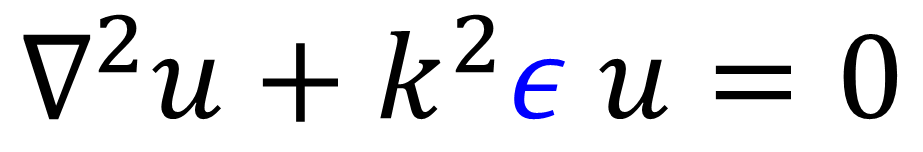 ∇²u + k²ϵ u = 0